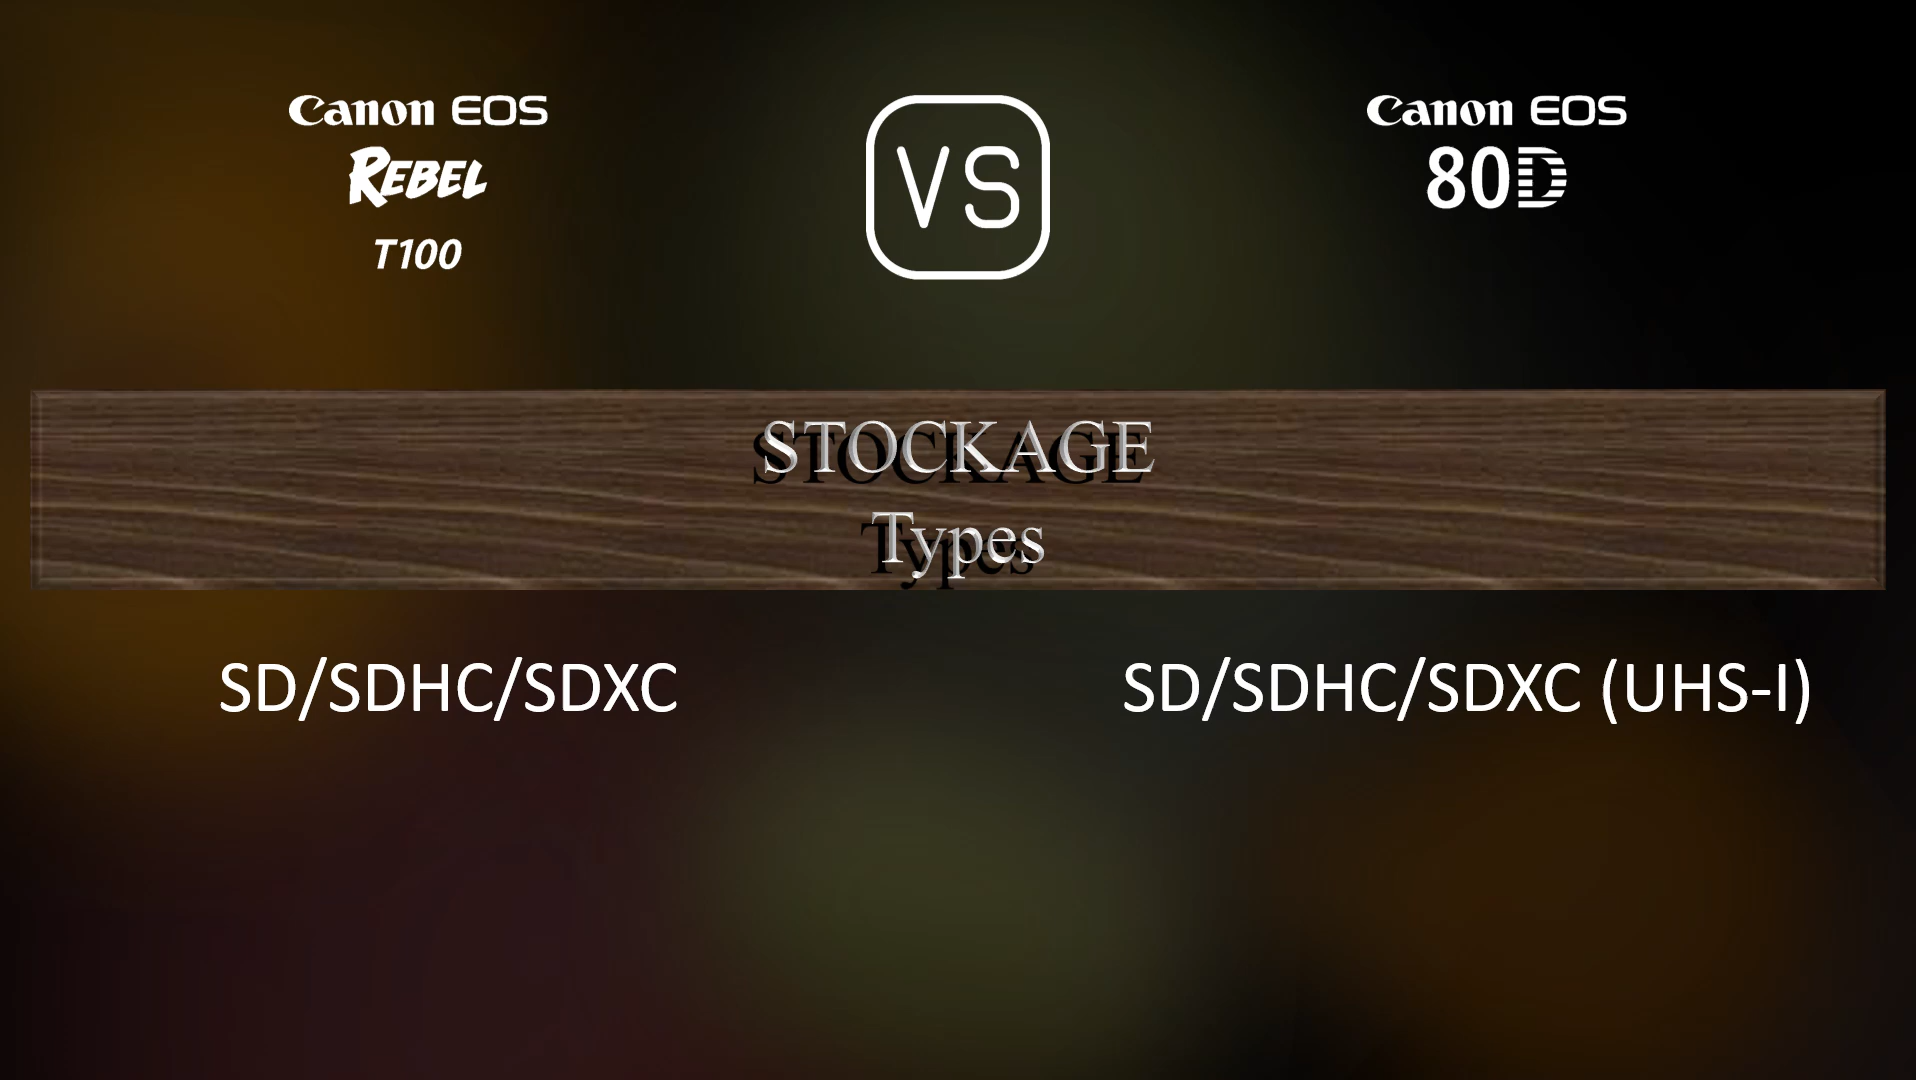 Canon EOS
REBEL
T100
VS
Canon EOS
80D
STOCKAGE
Types
SD/SDHC/SDXC
SD/SDHC/SDXC (UHS-I)